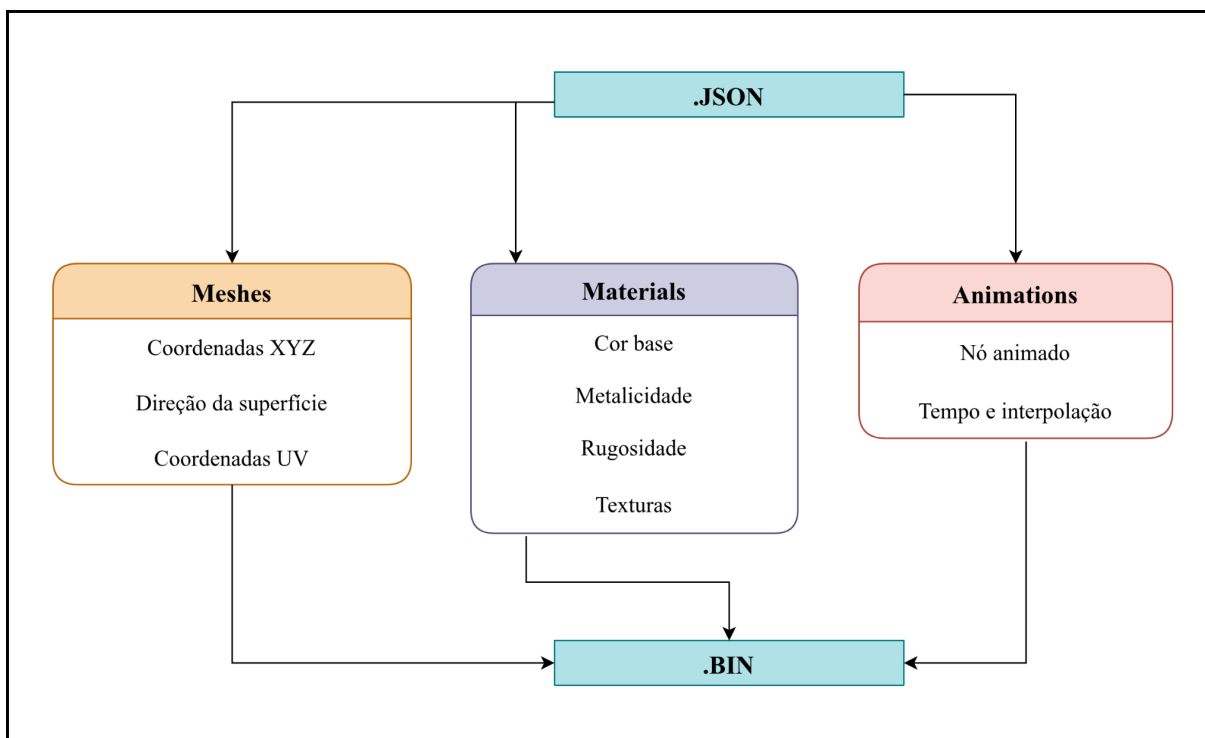 .JSON
Meshes
Coordenadas XYZ
Direção da superfície
Coordenadas UV
Materials
Cor base
Metalicidade
Rugosidade
Texturas
Animations
Nó animado
Tempo e interpolação
.BIN